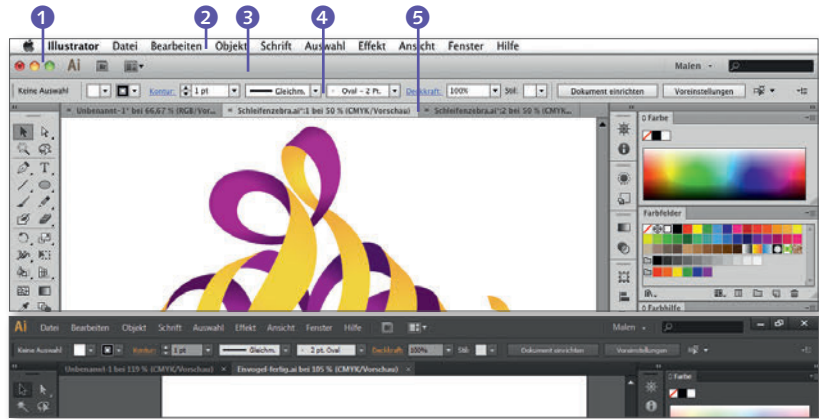 1 2 3 4 5
Illustrator Datei Bearbeiten Objekt Schrift Auswahl Effekt Ansicht Fenster Hilfe
Ai Br Malen
Keine Auswahl Kontur: 1 pt Gleichm. Oval - 2 Pt. Deckkraft: 100% Stil: Dokument einrichten Voreinstellungen
× Unbenannt-1* bei 66,67 % (RGB/Vor... × Schleifenzebra.ai*:1 bei 50 % (CMYK/Vorschau) × Schleifenzebra.ai*:2 bei 50 % (CMYK...
Farbe
Farbfelder
Farbhilfe
Ai Datei Bearbeiten Objekt Schrift Auswahl Effekt Ansicht Fenster Hilfe Malen
Keine Auswahl Kontur: 1 pt Gleichm. 2 pt. Oval Deckkraft: 100% Stil: Dokument einrichten Voreinstellungen
Unbenannt-1 bei 119 % (CMYK/Vorschau) × Eisvogel-fertig.ai bei 105 % (CMYK/Vorschau) ×
Farbe